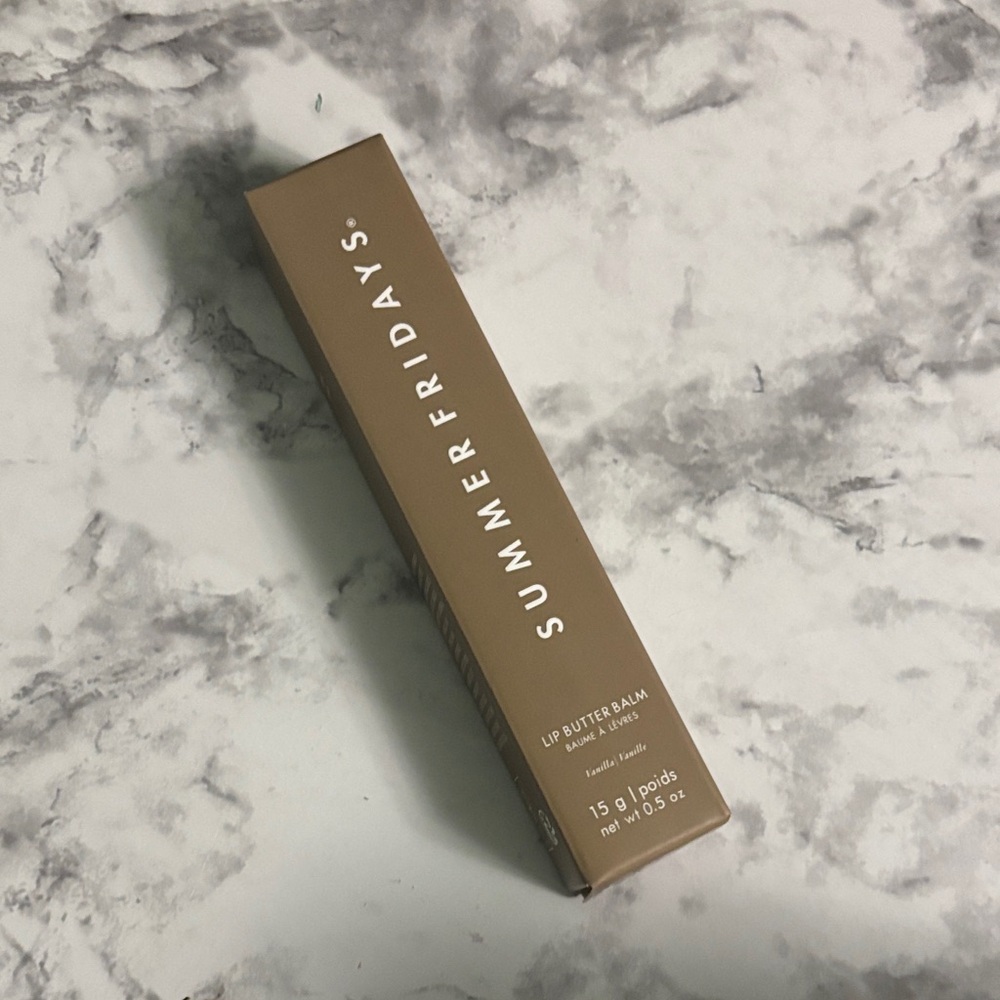 SUMMER FRIDAYS®
LIP BUTTER BALM
BAUME À LÈVRES
Vanilla | Vanille
15 g | poids
net wt 0.5 oz